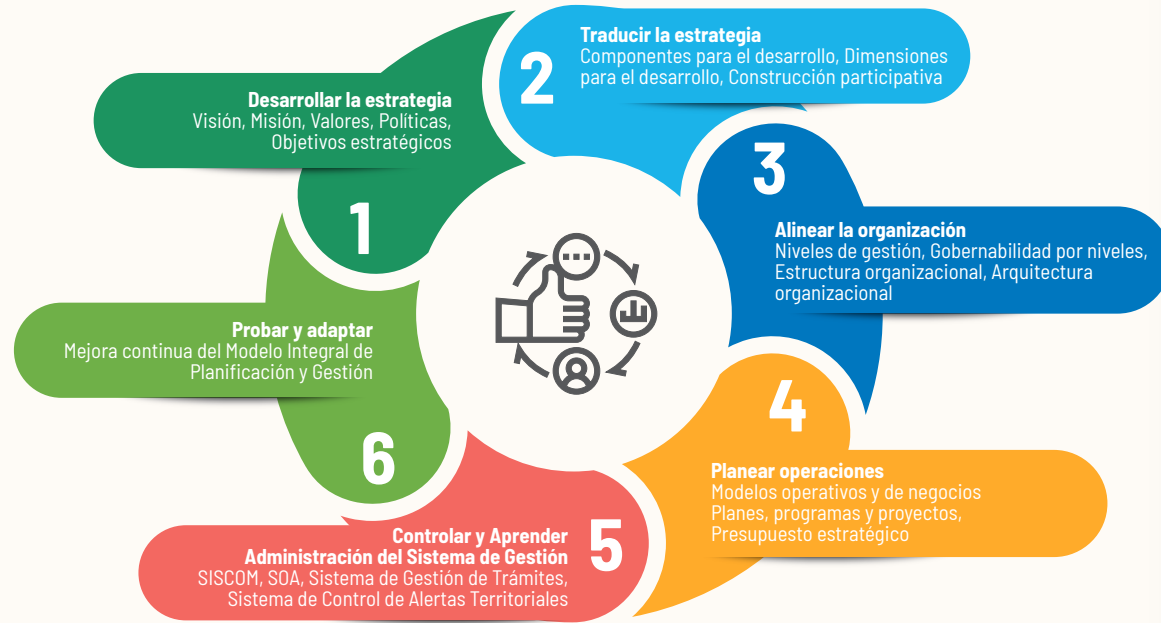 1
Desarrollar la estrategia
Visión, Misión, Valores, Políticas,
Objetivos estratégicos
2
Traducir la estrategia
Componentes para el desarrollo, Dimensiones
para el desarrollo, Construcción participativa
3
Alinear la organización
Niveles de gestión, Gobernabilidad por niveles,
Estructura organizacional, Arquitectura
organizacional
4
Planear operaciones
Modelos operativos y de negocios
Planes, programas y proyectos,
Presupuesto estratégico
5
Controlar y Aprender
Administración del Sistema de Gestión
SISCOM, SOA, Sistema de Gestión de Trámites,
Sistema de Control de Alertas Territoriales
6
Probar y adaptar
Mejora continua del Modelo Integral de
Planificación y Gestión